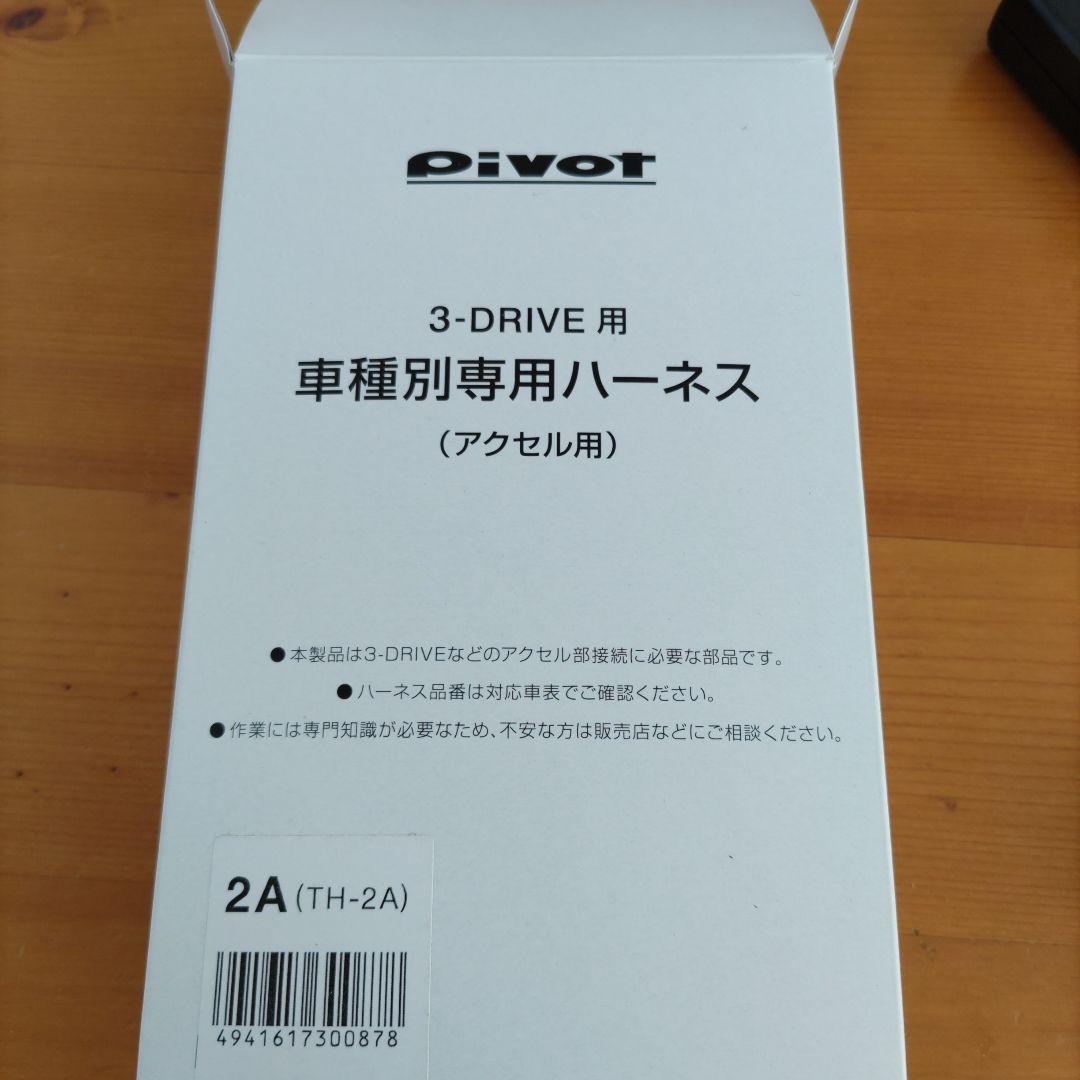 pivot
3-DRIVE 用
車種別専用ハーネス
（アクセル用）
●本製品は3-DRIVEなどのアクセル部接続に必要な部品です。
●ハーネス品番は対応車表でご確認ください。
●作業には専門知識が必要なため、不安な方は販売店などにご相談ください。
2A(TH-2A)
4941617300878